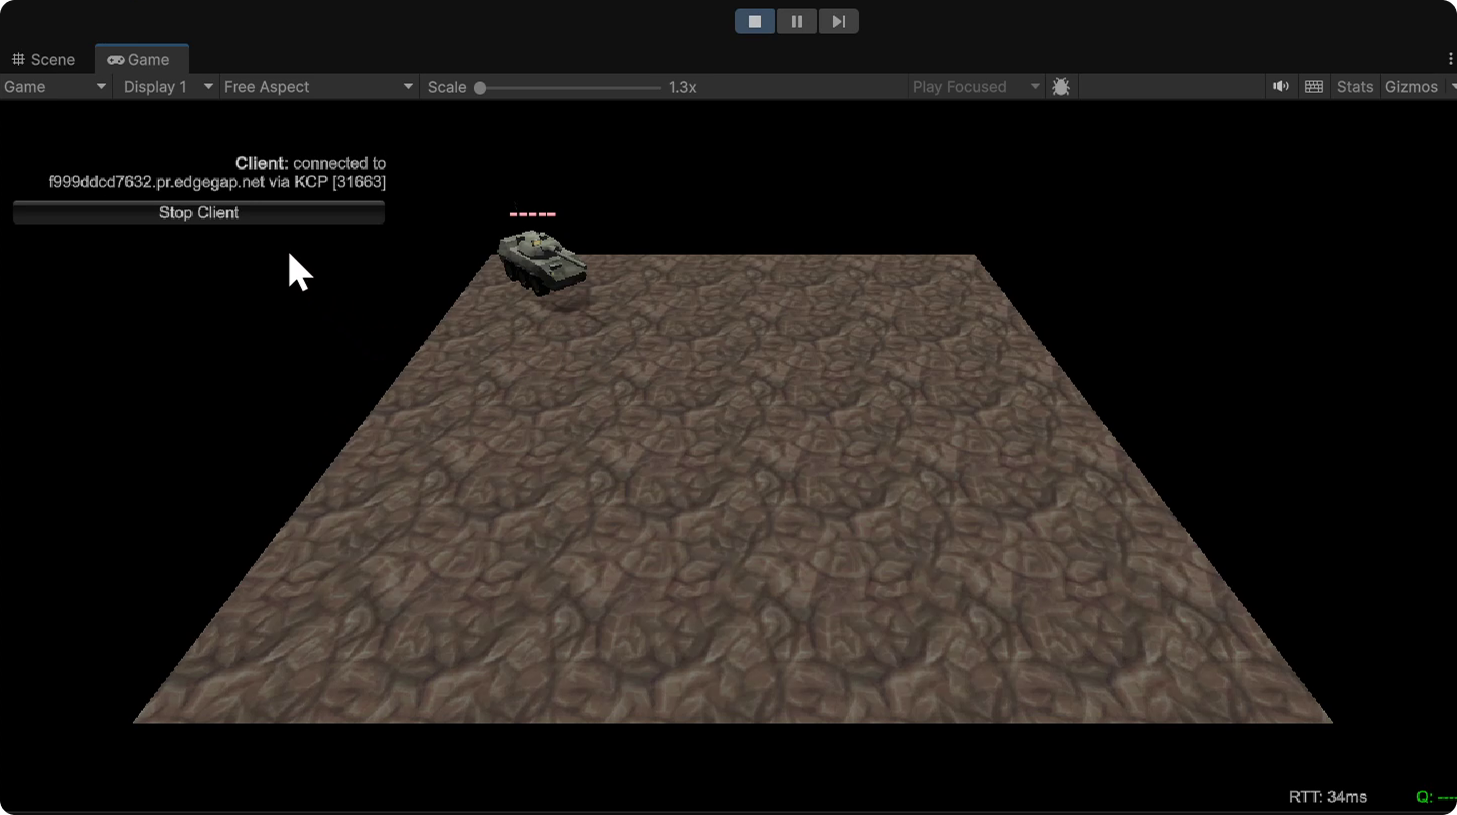 Scene
Game
Game
Display 1
Free Aspect
Scale
1.3x
Play Focused
Stats
Gizmos
Client: connected to
f999ddcd7632.pr.edgegap.net via KCP [31663]
Stop Client
-----
RTT: 34ms
Q: ---